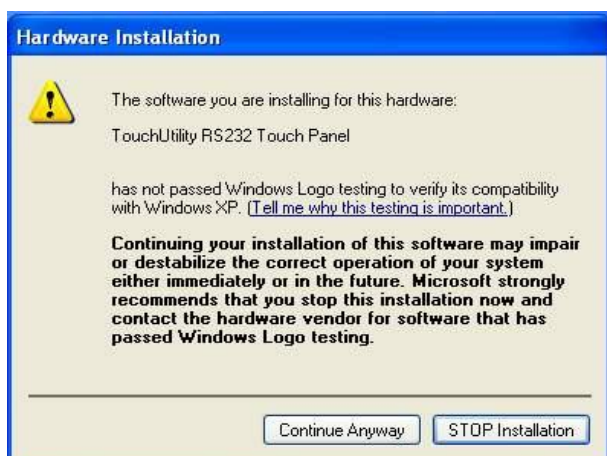 Hardware Installation
The software you are installing for this hardware:
TouchUtility RS232 Touch Panel
has not passed Windows Logo testing to verify its compatibility
with Windows XP. (Tell me why this testing is important.)
Continuing your installation of this software may impair
or destabilize the correct operation of your system
either immediately or in the future. Microsoft strongly
recommends that you stop this installation now and
contact the hardware vendor for software that has
passed Windows Logo testing.
Continue Anyway
STOP Installation